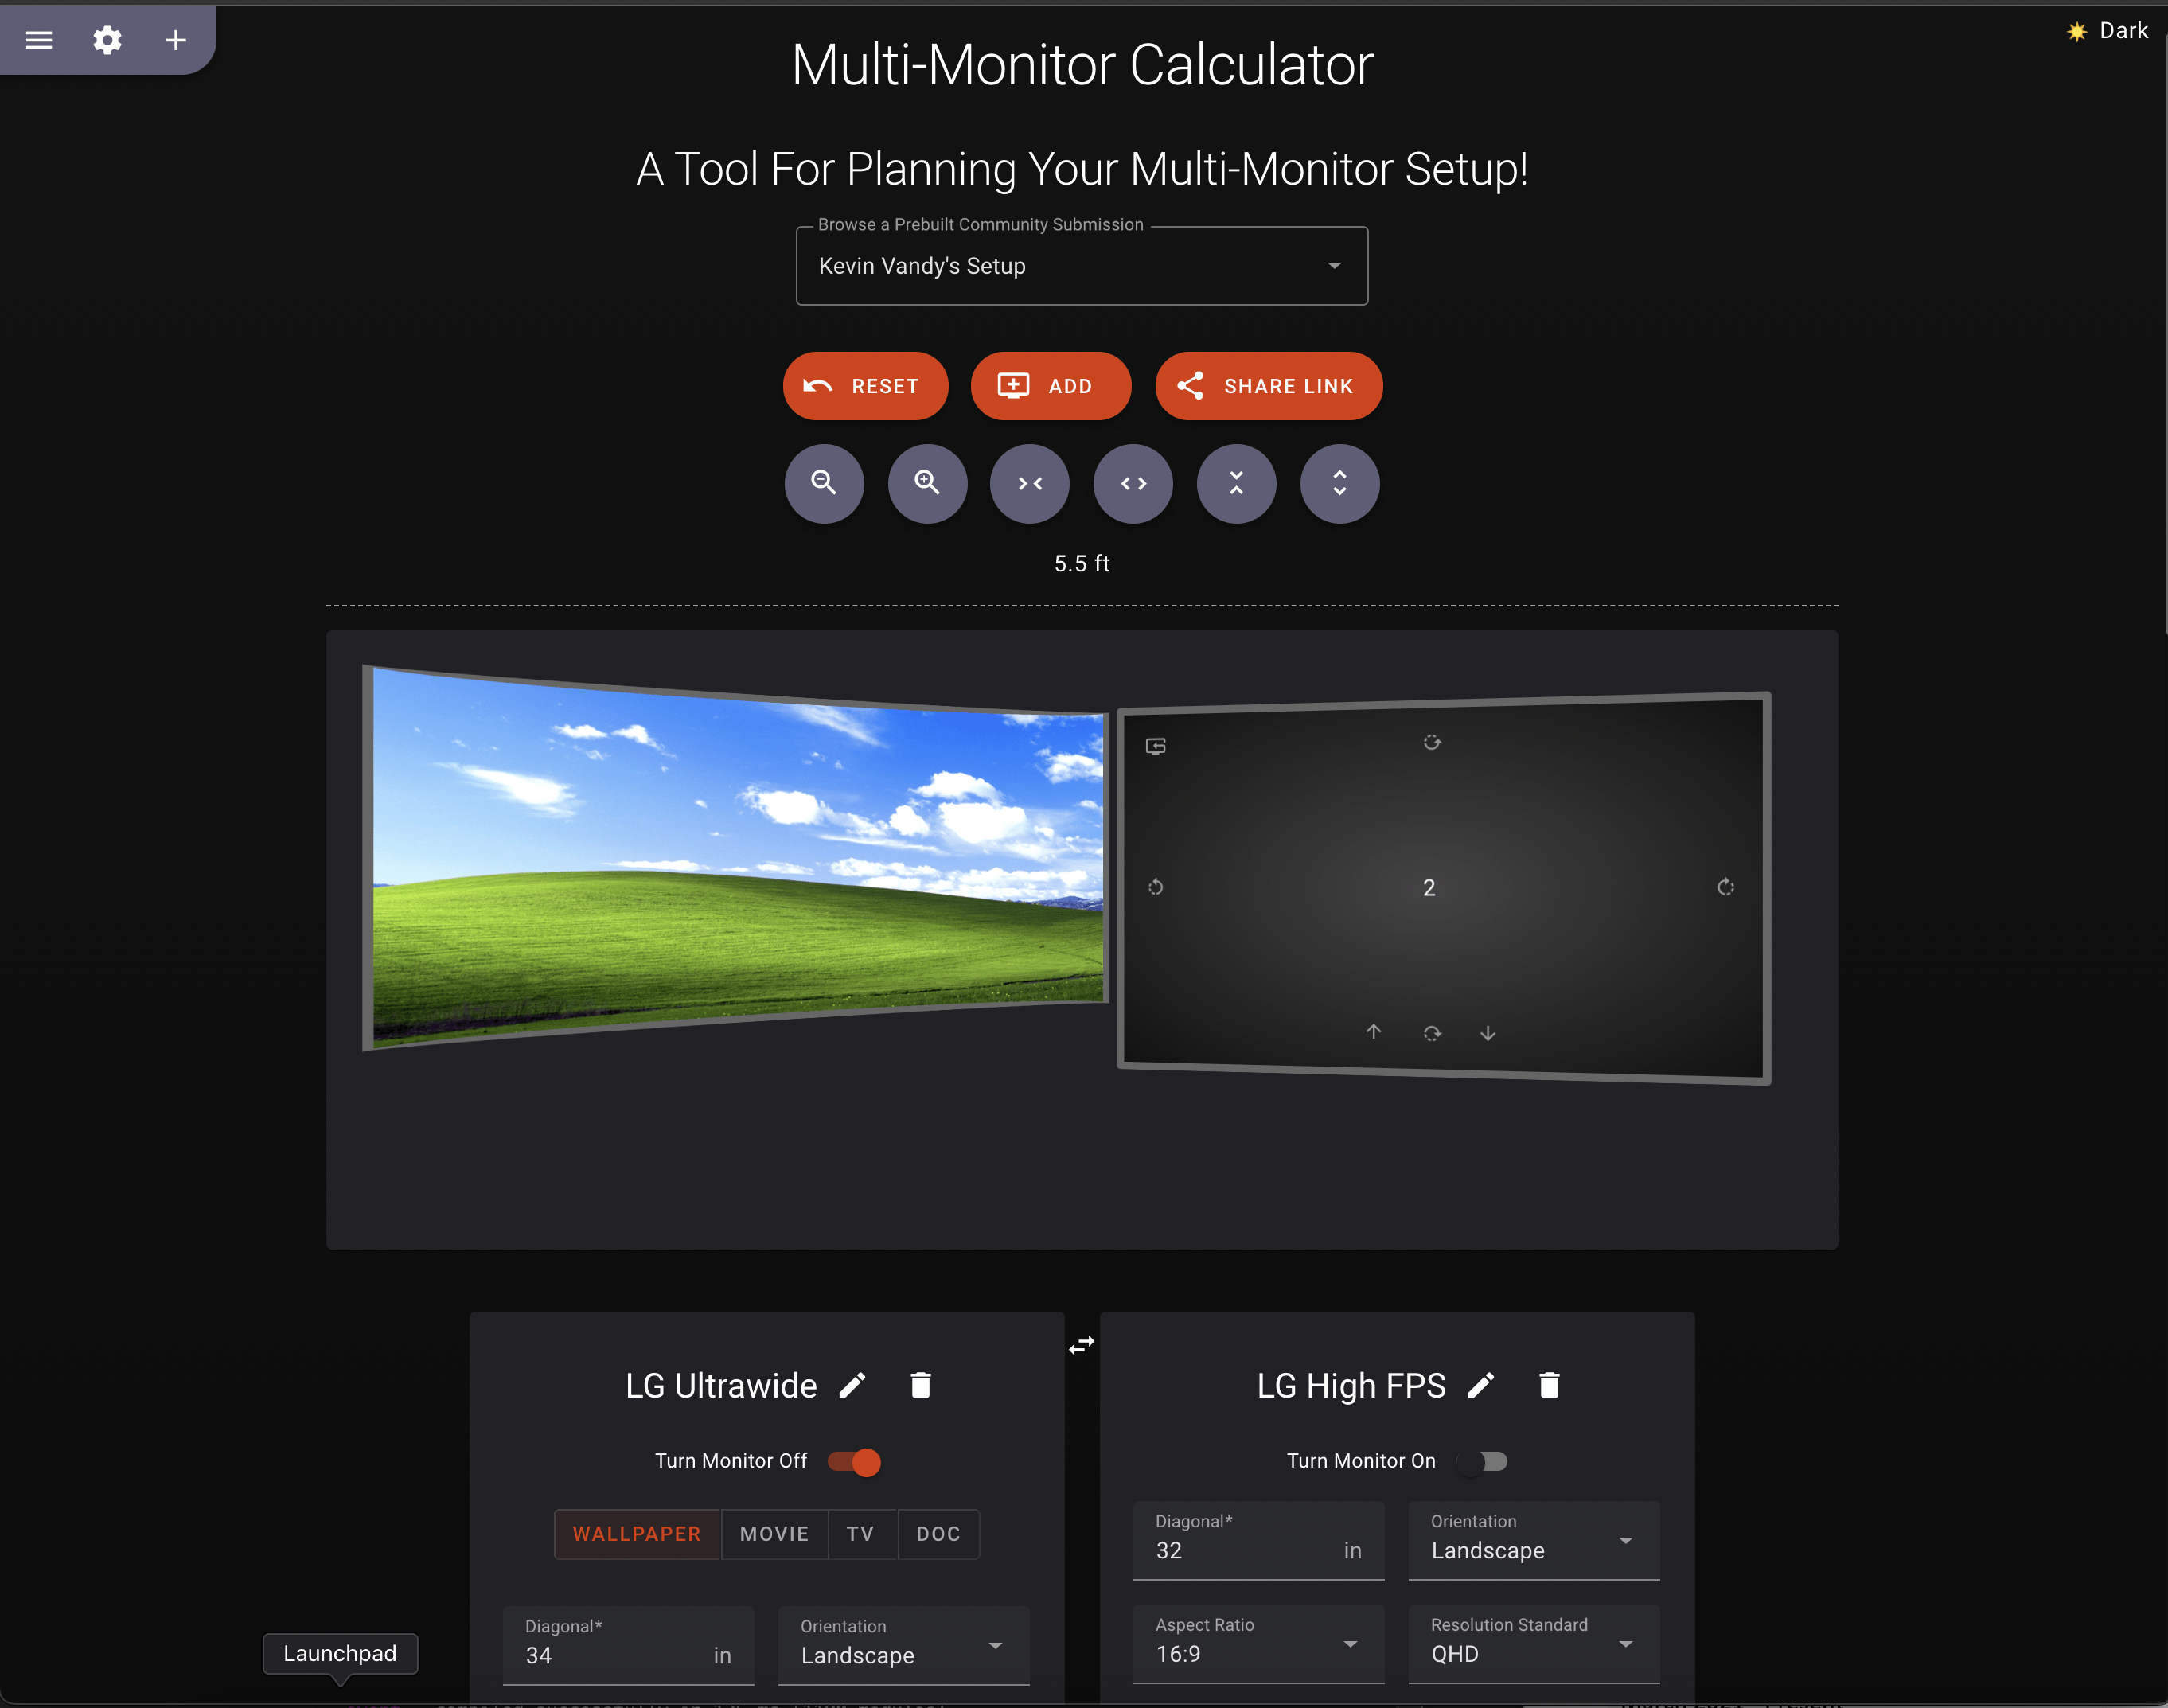 Dark
Multi-Monitor Calculator
A Tool For Planning Your Multi-Monitor Setup!
Browse a Prebuilt Community Submission
Kevin Vandy's Setup
RESET
ADD
SHARE LINK
5.5 ft
2
LG Ultrawide
Turn Monitor Off
WALLPAPER
MOVIE
TV
DOC
Diagonal*
34 in
Orientation
Landscape
LG High FPS
Turn Monitor On
Diagonal*
32 in
Orientation
Landscape
Aspect Ratio
16:9
Resolution Standard
QHD
Launchpad